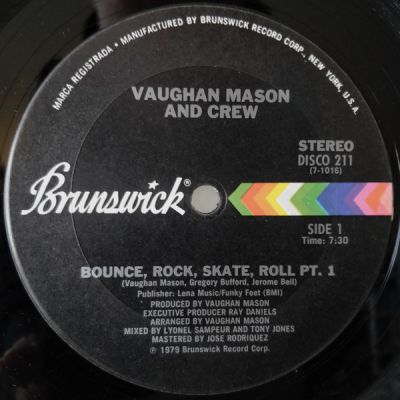 MARCA REGISTRADA • MANUFACTURED BY BRUNSWICK RECORD CORP., NEW YORK, U.S.A.
VAUGHAN MASON
AND CREW
STEREO
DISCO 211
(7-1016)
Brunswick®
SIDE 1
Time: 7:30
BOUNCE, ROCK, SKATE, ROLL PT. 1
(Vaughan Mason, Gregory Bufford, Jerome Bell)
Publisher: Lena Music/Funky Feet (BMI)
PRODUCED BY VAUGHAN MASON
EXECUTIVE PRODUCER RAY DANIELS
ARRANGED BY VAUGHAN MASON
MIXED BY LYONEL SAMPEUR AND TONY JONES
MASTERED BY JOSE RODRIQUEZ
℗ 1979 Brunswick Record Corp.